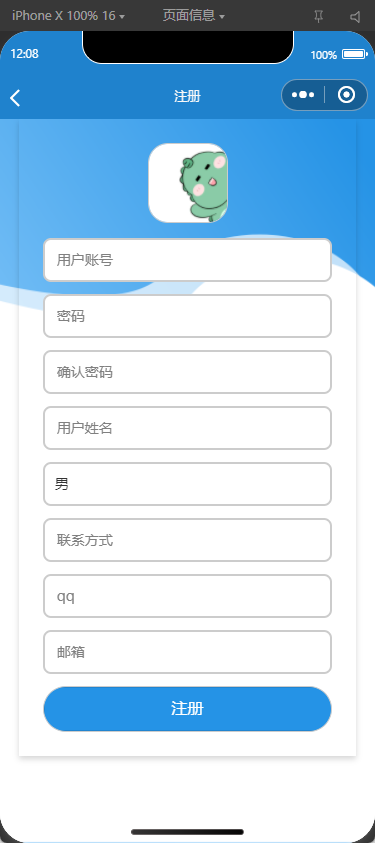 iPhone X 100% 16 页面信息
12:08 100%
注册
用户账号
密码
确认密码
用户姓名
男
联系方式
qq
邮箱
注册